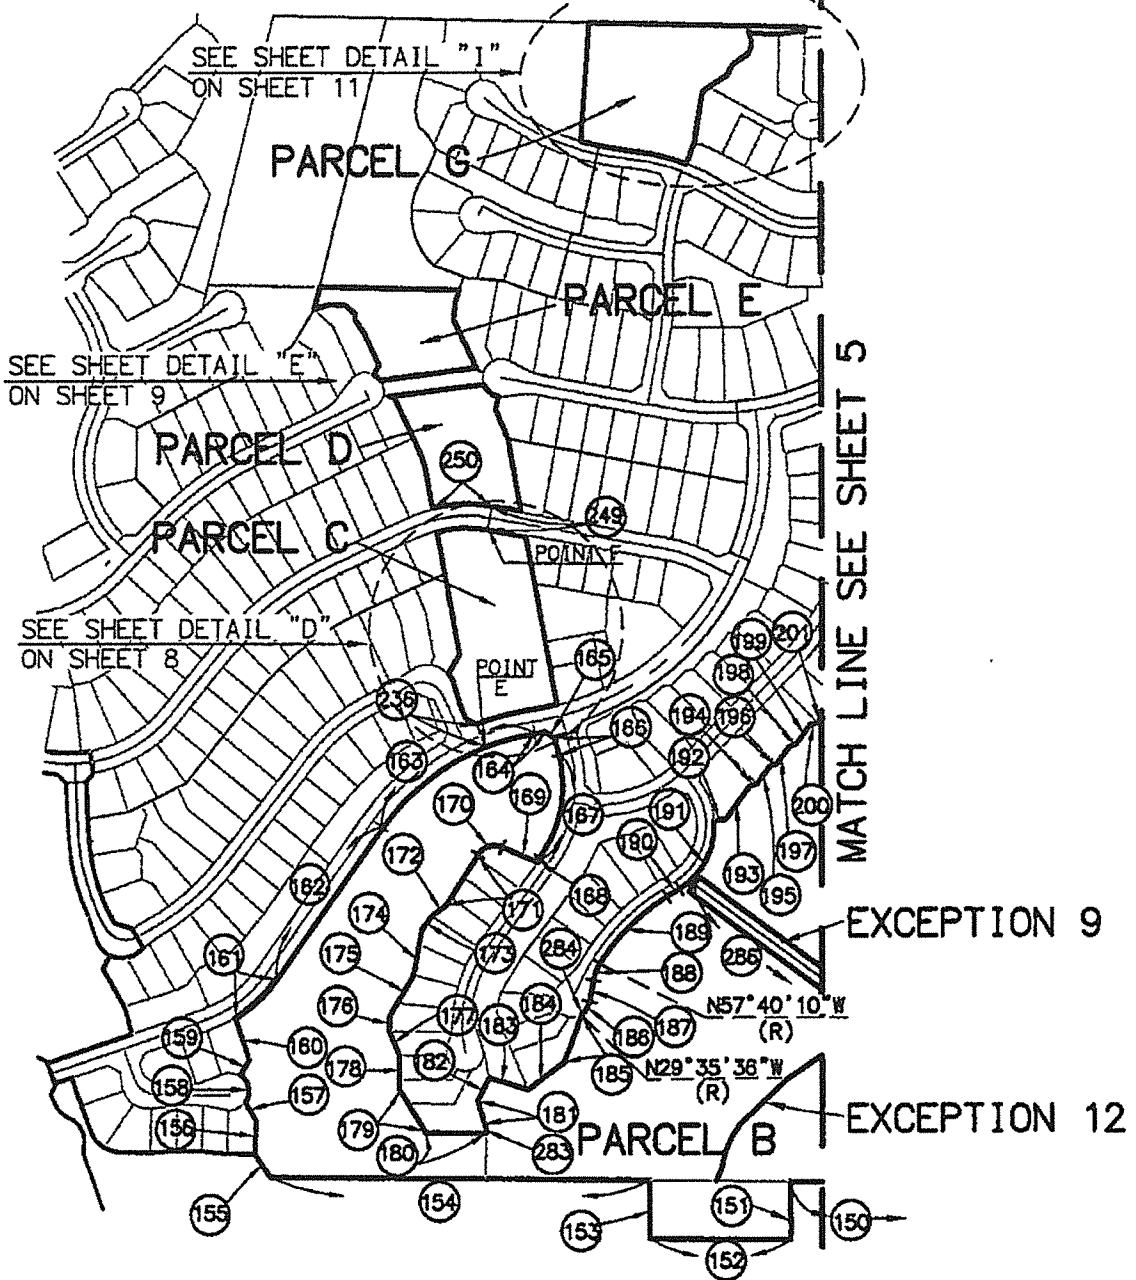 SEE SHEET DETAIL "I"
ON SHEET 11
PARCEL G
PARCEL E
SEE SHEET DETAIL "E"
ON SHEET 9
PARCEL D
250
PARCEL C
249
POINT F
MATCH LINE SEE SHEET 5
SEE SHEET DETAIL "D"
ON SHEET 8
POINT
E
165
199
201
198
236
166
194
196
163
164
192
170
169
167
191
200
190
172
197
193
195
162
171
168
174
EXCEPTION 9
189
175
173
284
286
161
188
176
177
184
N57°40'10"W
(R)
183
187
159
160
186
178
182
185
N29°35'36"W
(R)
158
157
181
EXCEPTION 12
156
179
PARCEL B
180
283
155
154
153
151
150
152